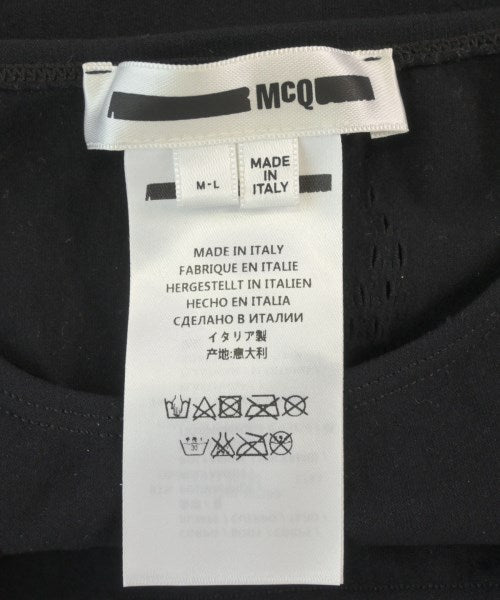 McQ
M-L
MADE
IN
ITALY
MADE IN ITALY
FABRIQUE EN ITALIE
HERGESTELLT IN ITALIEN
HECHO EN ITALIA
СДЕЛАНО В ИТАЛИИ
イタリア製
产地:意大利
30